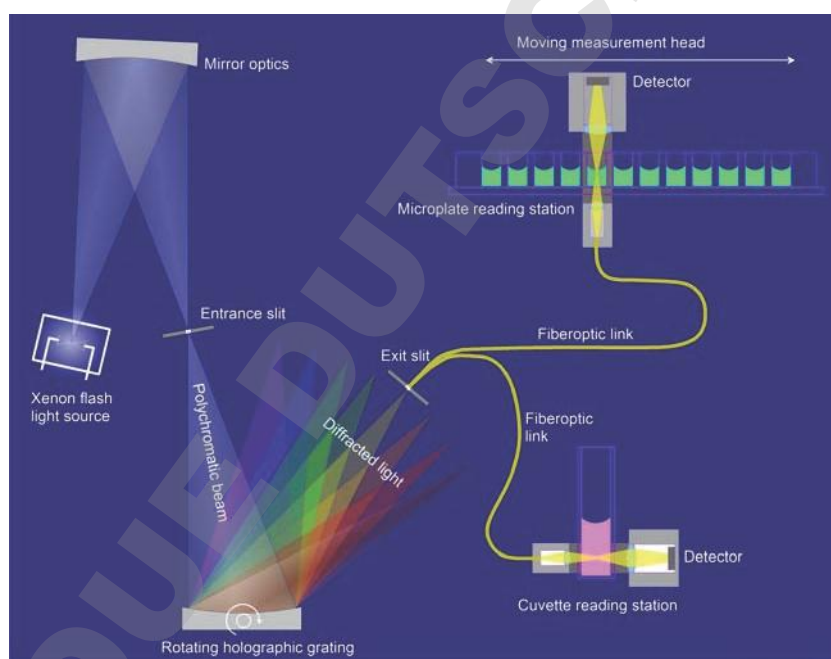 Moving measurement head
Mirror optics
Detector
Microplate reading station
Entrance slit
Xenon flash
light source
Exit slit
Fiberoptic link
Polychromatic beam
Diffracted light
Fiberoptic
link
Detector
Cuvette reading station
Rotating holographic grating